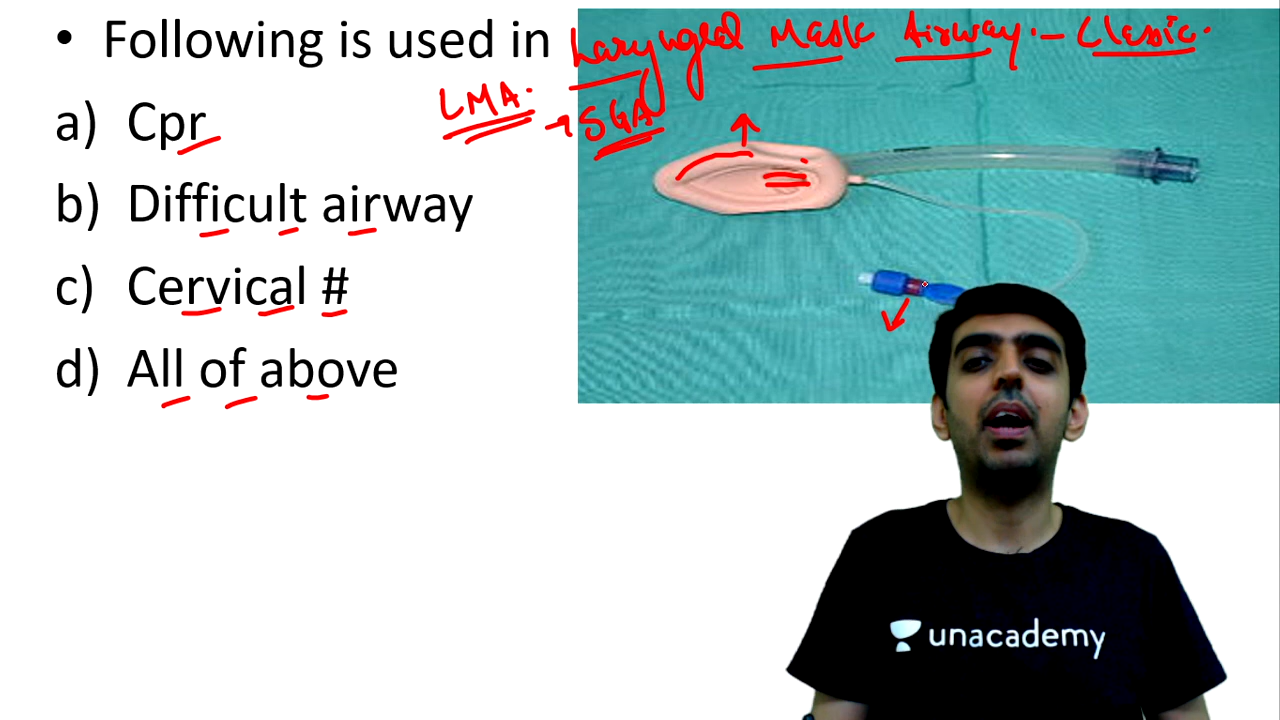 • Following is used in
Laryngeal Mask Airway. - Classic.
LMA.
→ SGA
a) Cpr
b) Difficult airway
c) Cervical #
d) All of above
unacademy